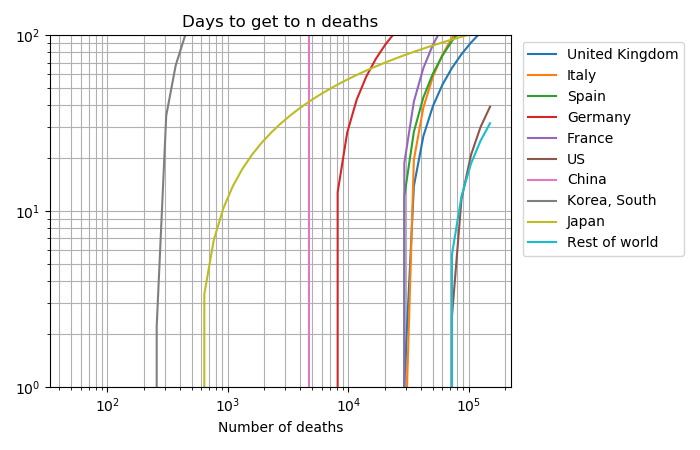 Days to get to n deaths
10²
10¹
10⁰
10² 10³ 10⁴ 10⁵
Number of deaths
United Kingdom
Italy
Spain
Germany
France
US
China
Korea, South
Japan
Rest of world